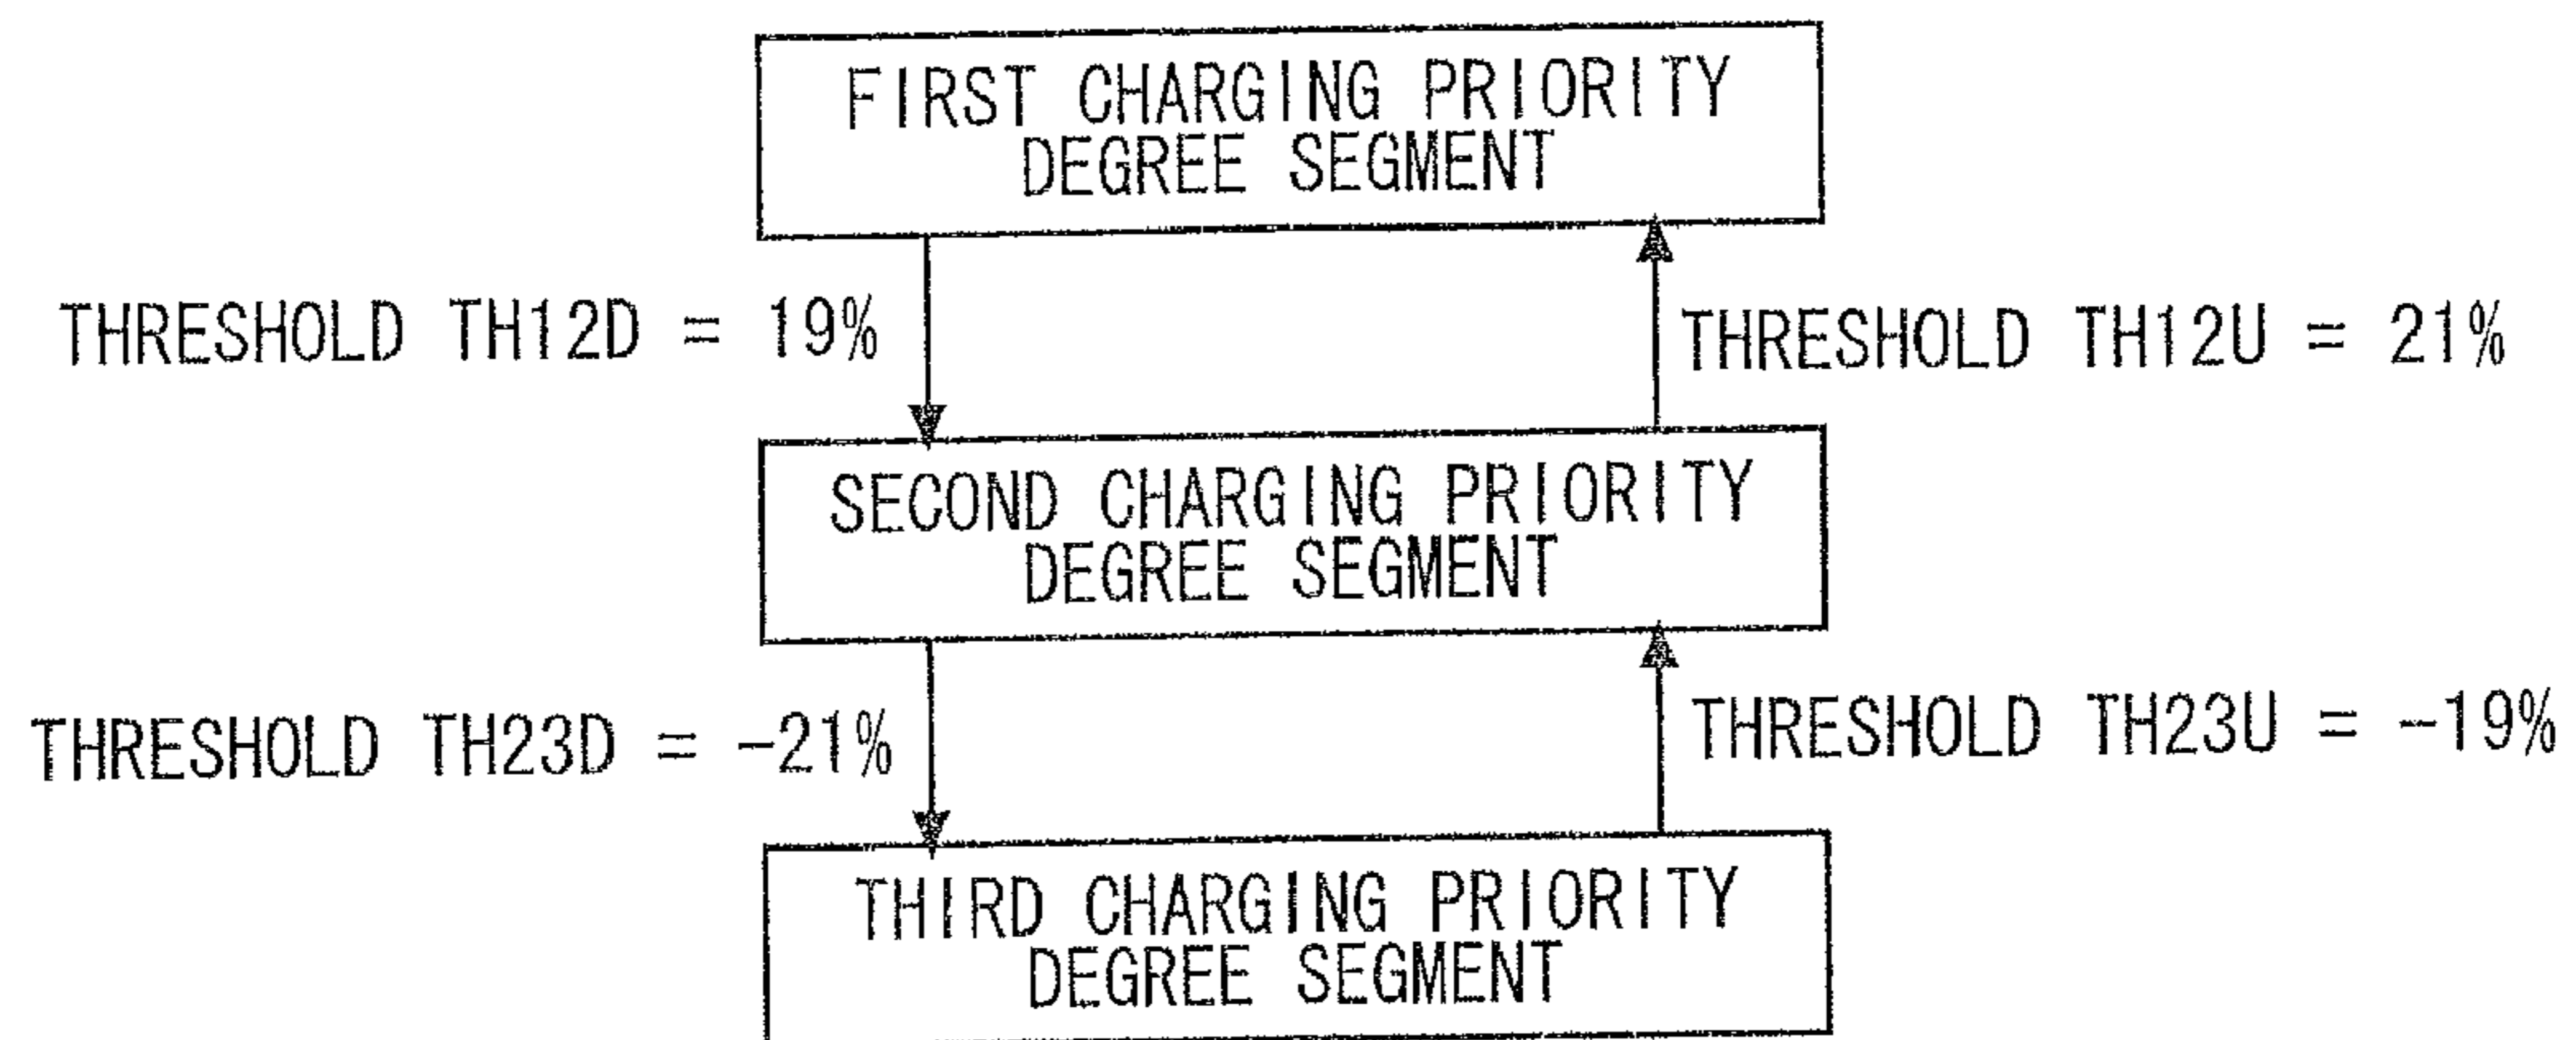 FIRST CHARGING PRIORITY
DEGREE SEGMENT
THRESHOLD TH12D = 19%
THRESHOLD TH12U = 21%
SECOND CHARGING PRIORITY
DEGREE SEGMENT
THRESHOLD TH23D = -21%
THRESHOLD TH23U = -19%
THIRD CHARGING PRIORITY
DEGREE SEGMENT